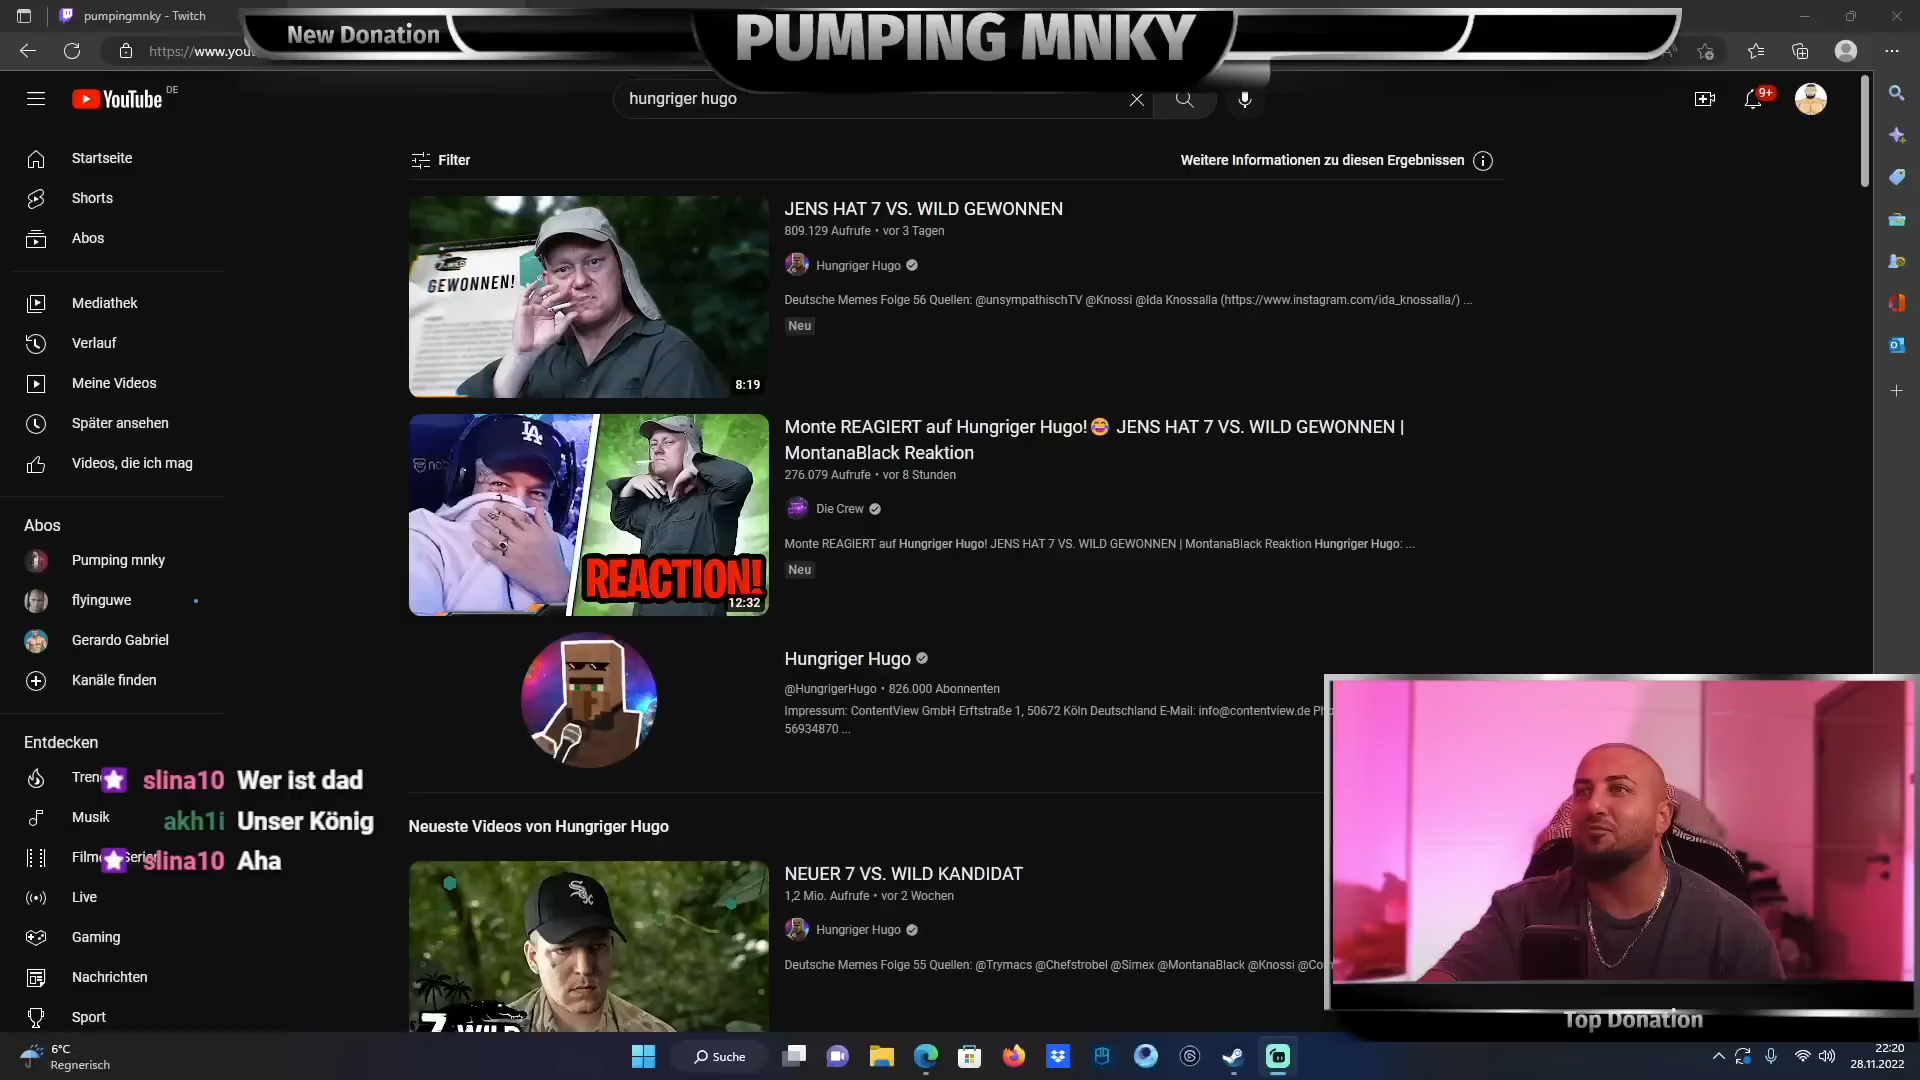 pumpingmnky - Twitch
New Donation
PUMPING MNKY
https://www.you
YouTube DE
hungriger hugo
9+
Startseite
Shorts
Abos
Mediathek
Verlauf
Meine Videos
Später ansehen
Videos, die ich mag
Abos
Pumping mnky
flyinguwe
Gerardo Gabriel
Kanäle finden
Entdecken
Tren
Musik
Filme
Serien
Live
Gaming
Nachrichten
Sport
slina10 Wer ist dad
akh1i Unser König
slina10 Aha
Filter
Weitere Informationen zu diesen Ergebnissen
GEWONNEN!
8:19
JENS HAT 7 VS. WILD GEWONNEN
809.129 Aufrufe • vor 3 Tagen
Hungriger Hugo
Deutsche Memes Folge 56 Quellen: @unsympathischTV @Knossi @Ida Knossalla (https://www.instagram.com/ida_knossalla/) ...
Neu
LA
REACTION!
12:32
Monte REAGIERT auf Hungriger Hugo!😂 JENS HAT 7 VS. WILD GEWONNEN |
MontanaBlack Reaktion
276.079 Aufrufe • vor 8 Stunden
Die Crew
Monte REAGIERT auf Hungriger Hugo! JENS HAT 7 VS. WILD GEWONNEN | MontanaBlack Reaktion Hungriger Hugo: ...
Neu
Hungriger Hugo
@HungrigerHugo • 826.000 Abonnenten
Impressum: ContentView GmbH Erftstraße 1, 50672 Köln Deutschland E-Mail: info@contentview.de Pho
56934870 ...
Neueste Videos von Hungriger Hugo
7 WILD
NEUER 7 VS. WILD KANDIDAT
1,2 Mio. Aufrufe • vor 2 Wochen
Hungriger Hugo
Deutsche Memes Folge 55 Quellen: @Trymacs @Chefstrobel @Simex @MontanaBlack @Knossi @Co
Top Donation
6°C
Regnerisch
Suche
22:20
28.11.2022